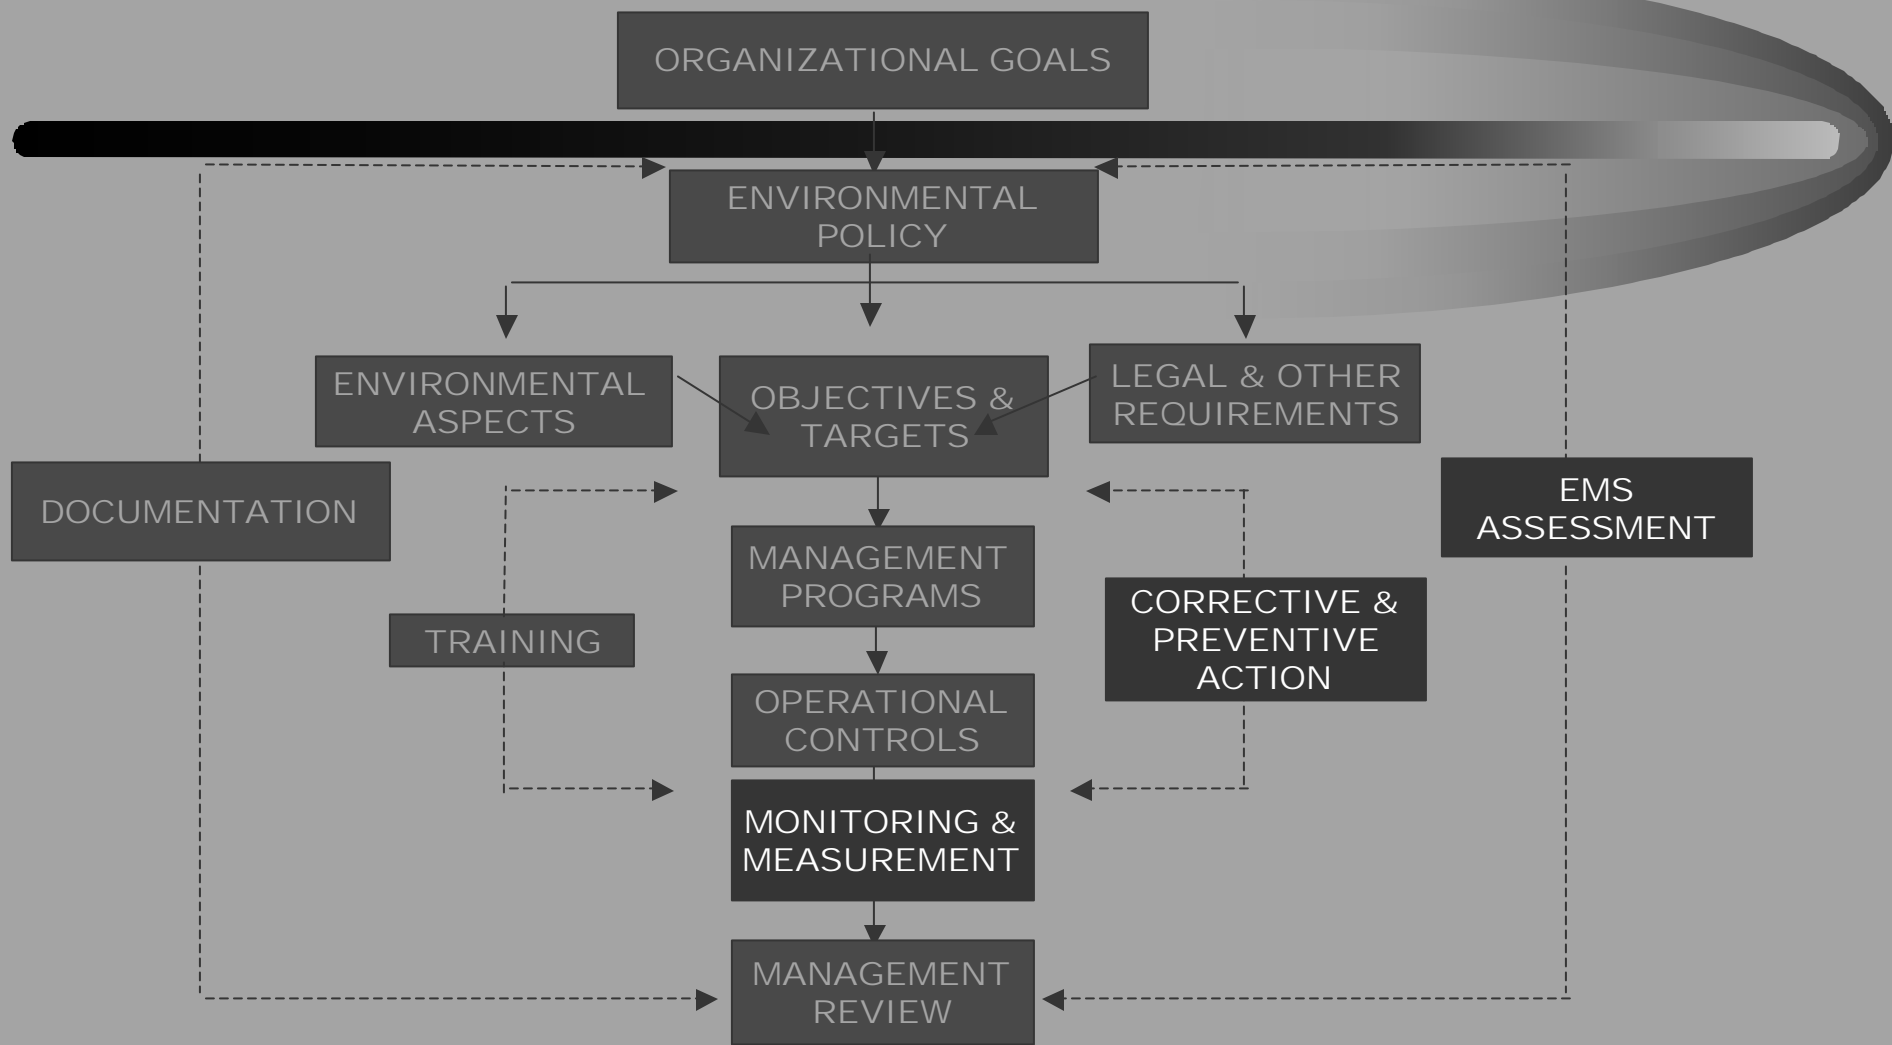 ORGANIZATIONAL GOALS
ENVIRONMENTAL
POLICY
ENVIRONMENTAL
ASPECTS
OBJECTIVES &
TARGETS
LEGAL & OTHER
REQUIREMENTS
DOCUMENTATION
EMS
ASSESSMENT
MANAGEMENT
PROGRAMS
TRAINING
CORRECTIVE &
PREVENTIVE
ACTION
OPERATIONAL
CONTROLS
MONITORING &
MEASUREMENT
MANAGEMENT
REVIEW